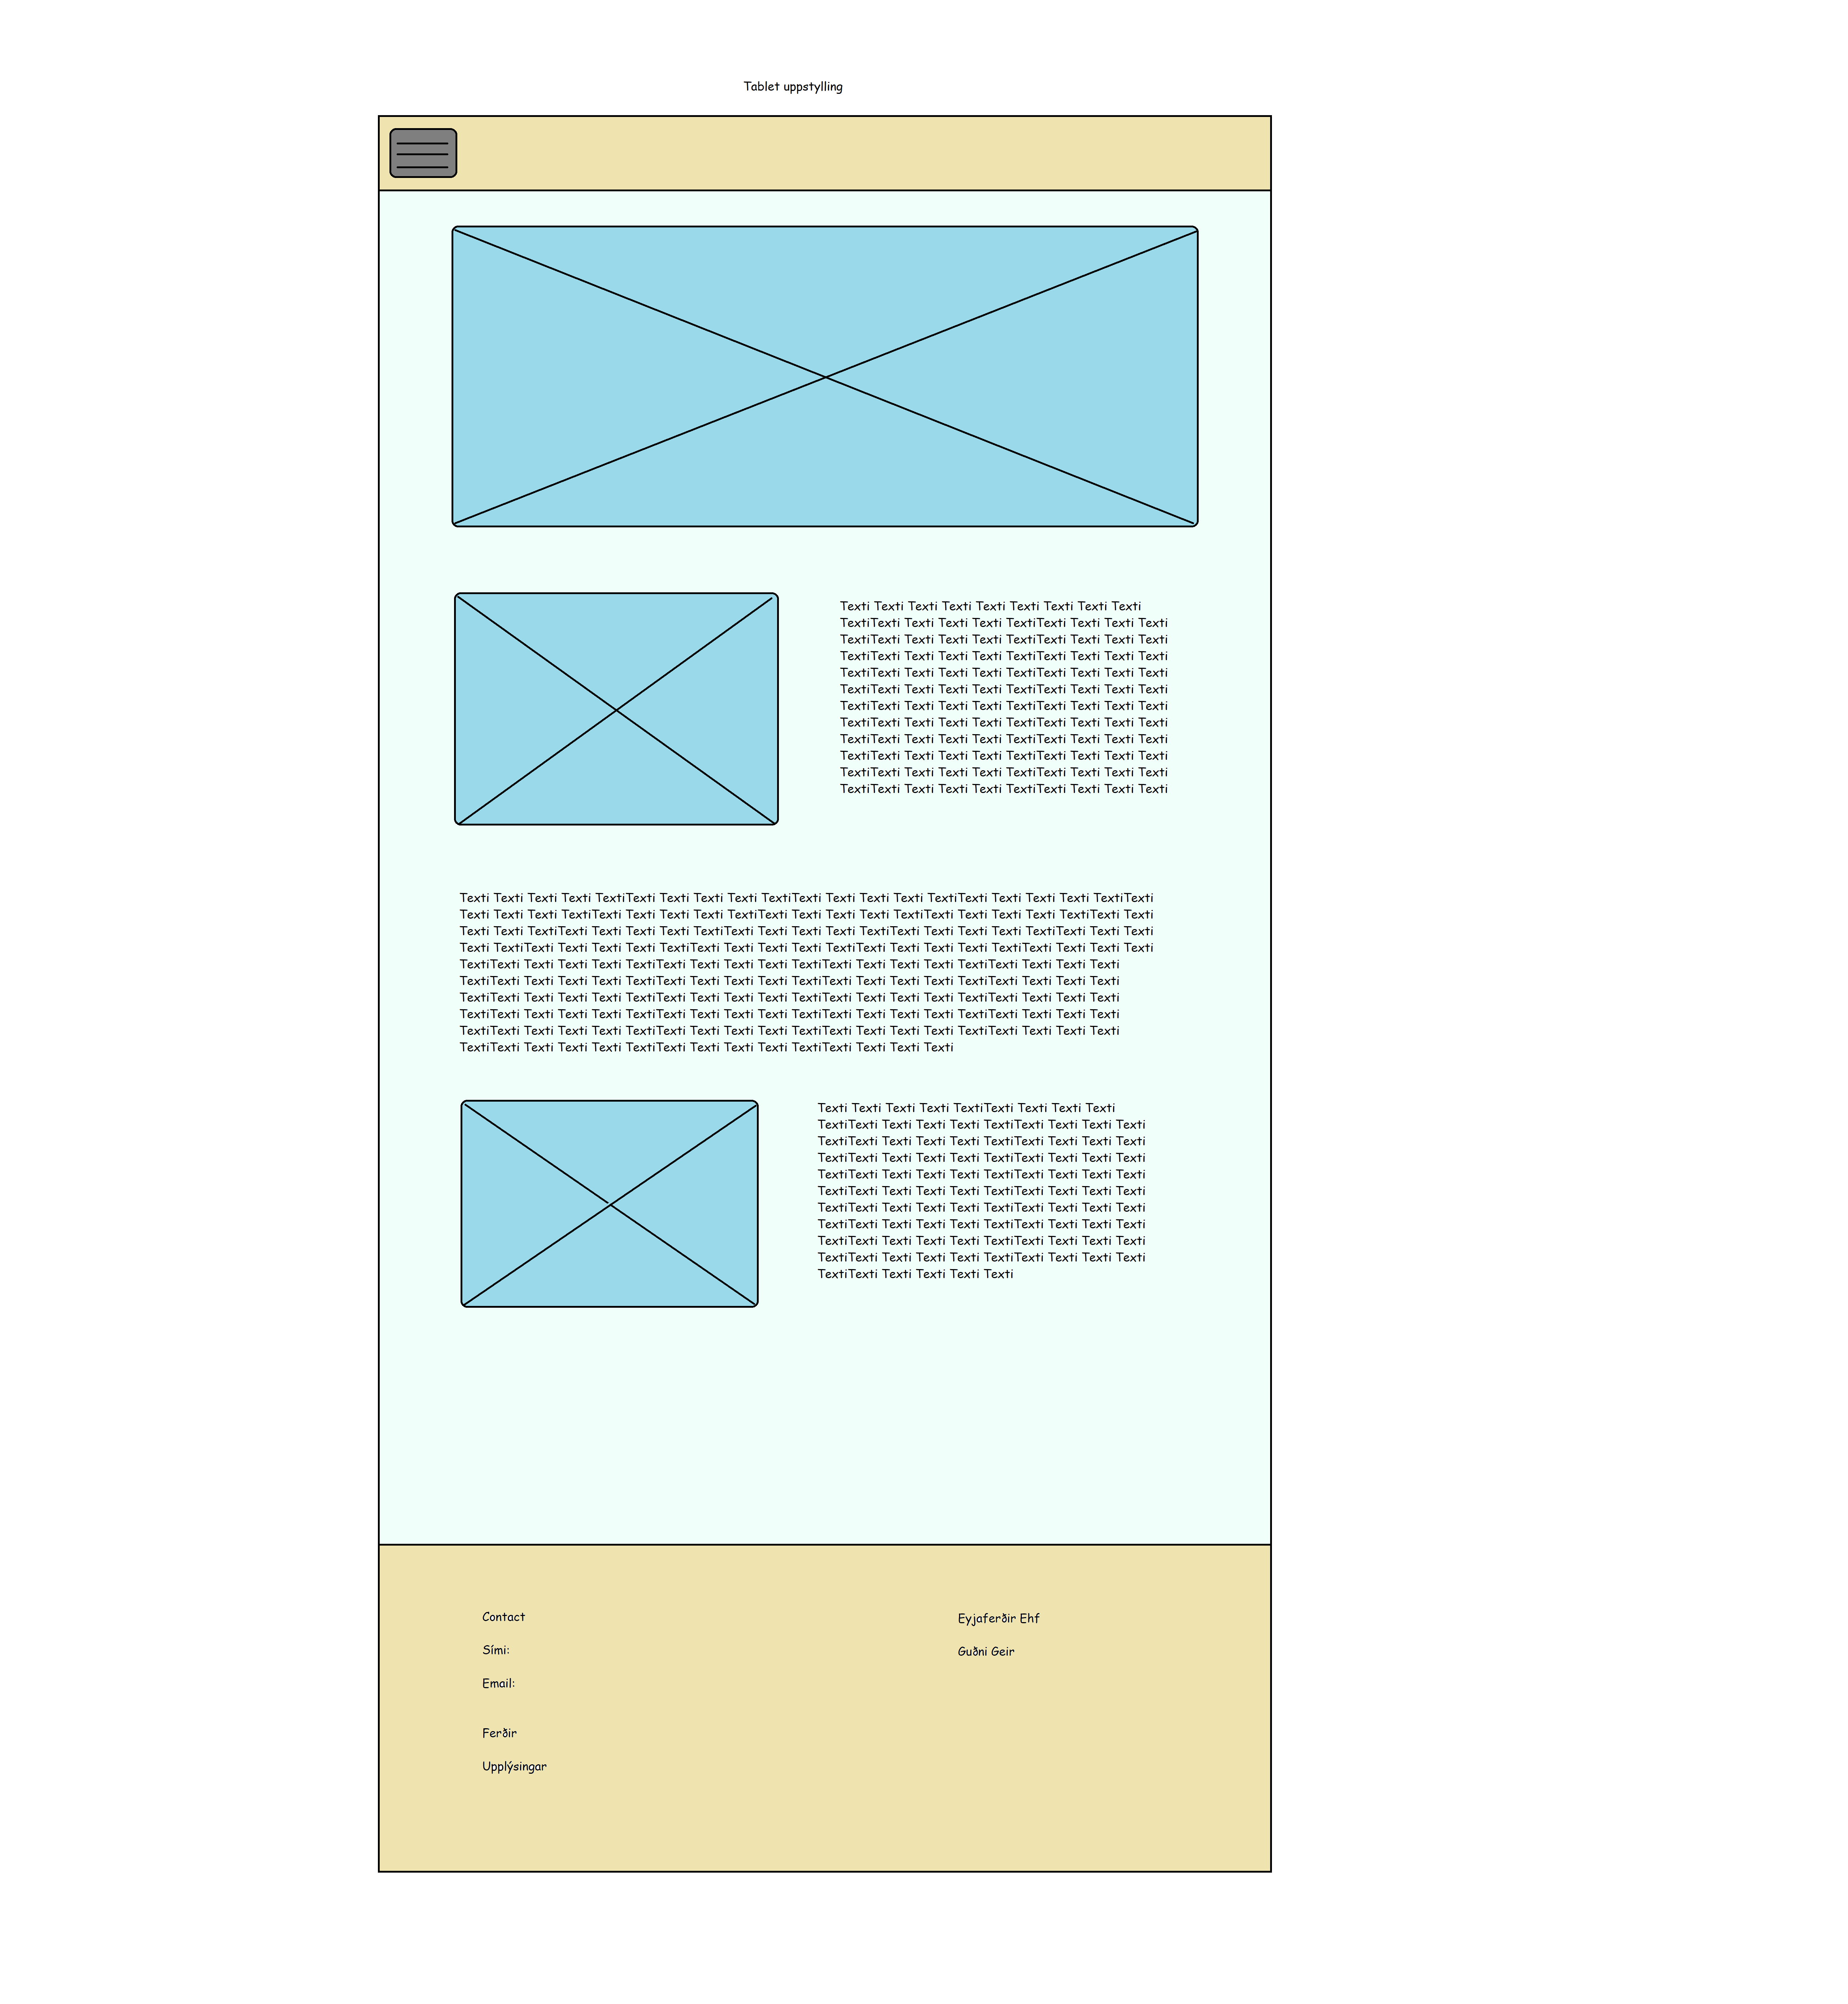 Tablet uppstylling
Texti Texti Texti Texti Texti Texti Texti Texti Texti
TextiTexti Texti Texti Texti TextiTexti Texti Texti Texti
TextiTexti Texti Texti Texti TextiTexti Texti Texti Texti
TextiTexti Texti Texti Texti TextiTexti Texti Texti Texti
TextiTexti Texti Texti Texti TextiTexti Texti Texti Texti
TextiTexti Texti Texti Texti TextiTexti Texti Texti Texti
TextiTexti Texti Texti Texti TextiTexti Texti Texti Texti
TextiTexti Texti Texti Texti TextiTexti Texti Texti Texti
TextiTexti Texti Texti Texti TextiTexti Texti Texti Texti
TextiTexti Texti Texti Texti TextiTexti Texti Texti Texti
TextiTexti Texti Texti Texti TextiTexti Texti Texti Texti
TextiTexti Texti Texti Texti TextiTexti Texti Texti Texti
Texti Texti Texti Texti TextiTexti Texti Texti Texti TextiTexti Texti Texti Texti TextiTexti Texti Texti Texti TextiTexti
Texti Texti Texti TextiTexti Texti Texti Texti TextiTexti Texti Texti Texti TextiTexti Texti Texti Texti TextiTexti Texti
Texti Texti TextiTexti Texti Texti Texti TextiTexti Texti Texti Texti TextiTexti Texti Texti Texti TextiTexti Texti Texti
Texti TextiTexti Texti Texti Texti TextiTexti Texti Texti Texti TextiTexti Texti Texti Texti TextiTexti Texti Texti Texti
TextiTexti Texti Texti Texti TextiTexti Texti Texti Texti TextiTexti Texti Texti Texti TextiTexti Texti Texti Texti
TextiTexti Texti Texti Texti TextiTexti Texti Texti Texti TextiTexti Texti Texti Texti TextiTexti Texti Texti Texti
TextiTexti Texti Texti Texti TextiTexti Texti Texti Texti TextiTexti Texti Texti Texti TextiTexti Texti Texti Texti
TextiTexti Texti Texti Texti TextiTexti Texti Texti Texti TextiTexti Texti Texti Texti TextiTexti Texti Texti Texti
TextiTexti Texti Texti Texti TextiTexti Texti Texti Texti TextiTexti Texti Texti Texti TextiTexti Texti Texti Texti
TextiTexti Texti Texti Texti TextiTexti Texti Texti Texti TextiTexti Texti Texti Texti
Texti Texti Texti Texti TextiTexti Texti Texti Texti
TextiTexti Texti Texti Texti TextiTexti Texti Texti Texti
TextiTexti Texti Texti Texti TextiTexti Texti Texti Texti
TextiTexti Texti Texti Texti TextiTexti Texti Texti Texti
TextiTexti Texti Texti Texti TextiTexti Texti Texti Texti
TextiTexti Texti Texti Texti TextiTexti Texti Texti Texti
TextiTexti Texti Texti Texti TextiTexti Texti Texti Texti
TextiTexti Texti Texti Texti TextiTexti Texti Texti Texti
TextiTexti Texti Texti Texti TextiTexti Texti Texti Texti
TextiTexti Texti Texti Texti TextiTexti Texti Texti Texti
TextiTexti Texti Texti Texti Texti
Contact
Sími:
Email:
Ferðir
Upplýsingar
Eyjaferðir Ehf
Guðni Geir